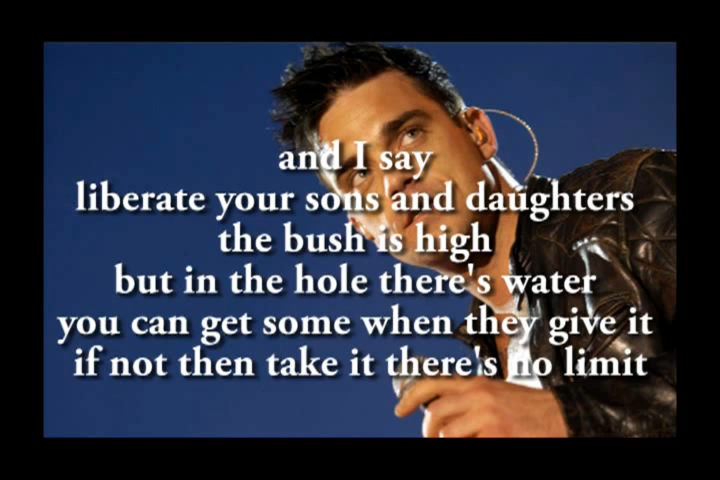 and I say
liberate your sons and daughters
the bush is high
but in the hole there's water
you can get some when they give it
if not then take it there's no limit